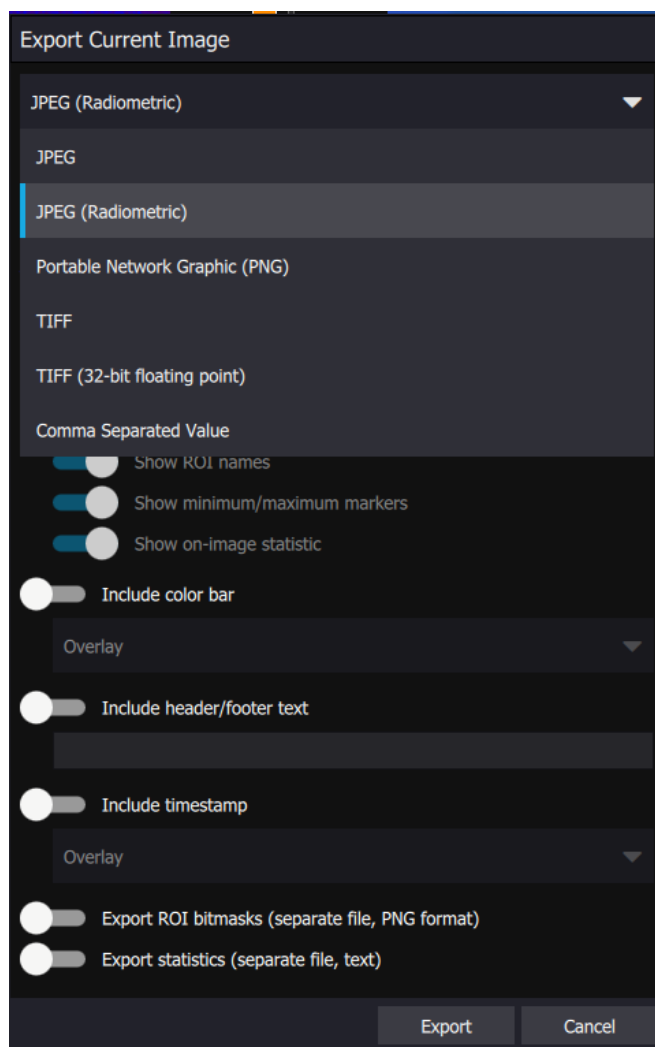 Export Current Image
JPEG (Radiometric)
JPEG
JPEG (Radiometric)
Portable Network Graphic (PNG)
TIFF
TIFF (32-bit floating point)
Comma Separated Value
Show ROI names
Show minimum/maximum markers
Show on-image statistic
Include color bar
Overlay
Include header/footer text
Include timestamp
Overlay
Export ROI bitmasks (separate file, PNG format)
Export statistics (separate file, text)
Export Cancel